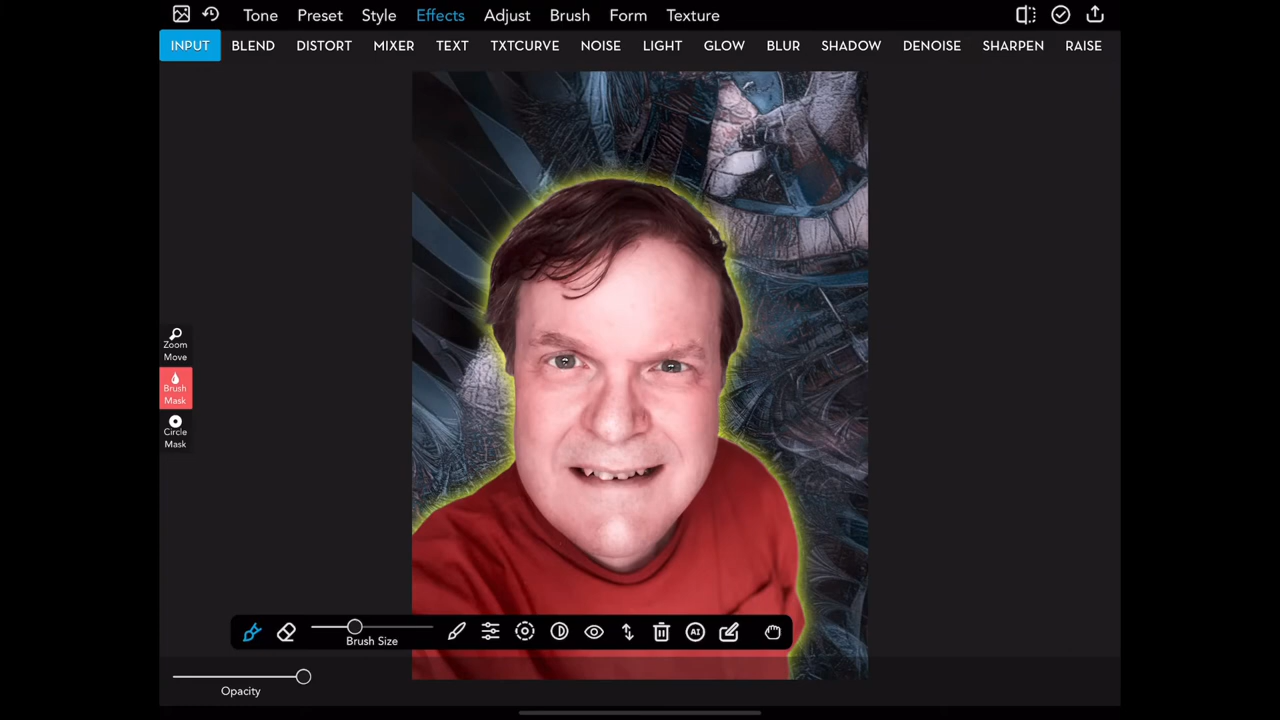 Tone Preset Style Effects Adjust Brush Form Texture
INPUT BLEND DISTORT MIXER TEXT TXTCURVE NOISE LIGHT GLOW BLUR SHADOW DENOISE SHARPEN RAISE
Zoom
Move
Brush
Mask
Circle
Mask
Brush Size
AI
Opacity